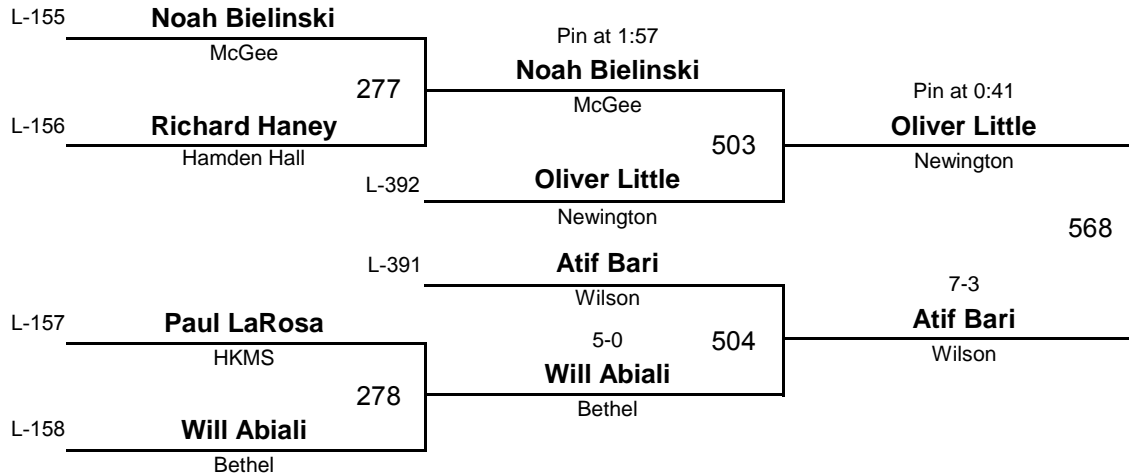 L-155 Noah Bielinski
McGee
Pin at 1:57
277 Noah Bielinski
McGee
Pin at 0:41
L-156 Richard Haney
Hamden Hall
503 Oliver Little
Newington
L-392 Oliver Little
Newington
568
L-391 Atif Bari
Wilson
7-3
L-157 Paul LaRosa
HKMS
5-0 504 Atif Bari
Wilson
278 Will Abiali
Bethel
L-158 Will Abiali
Bethel